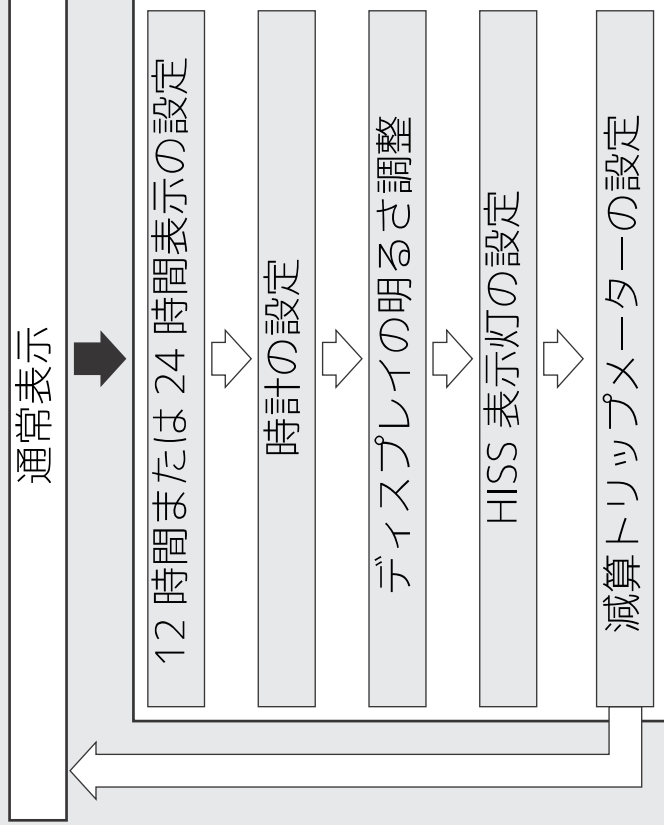 通常表示
12 時間または 24 時間表示の設定
時計の設定
ディスプレイの明るさ調整
HISS 表示灯の設定
減算トリップメーターの設定